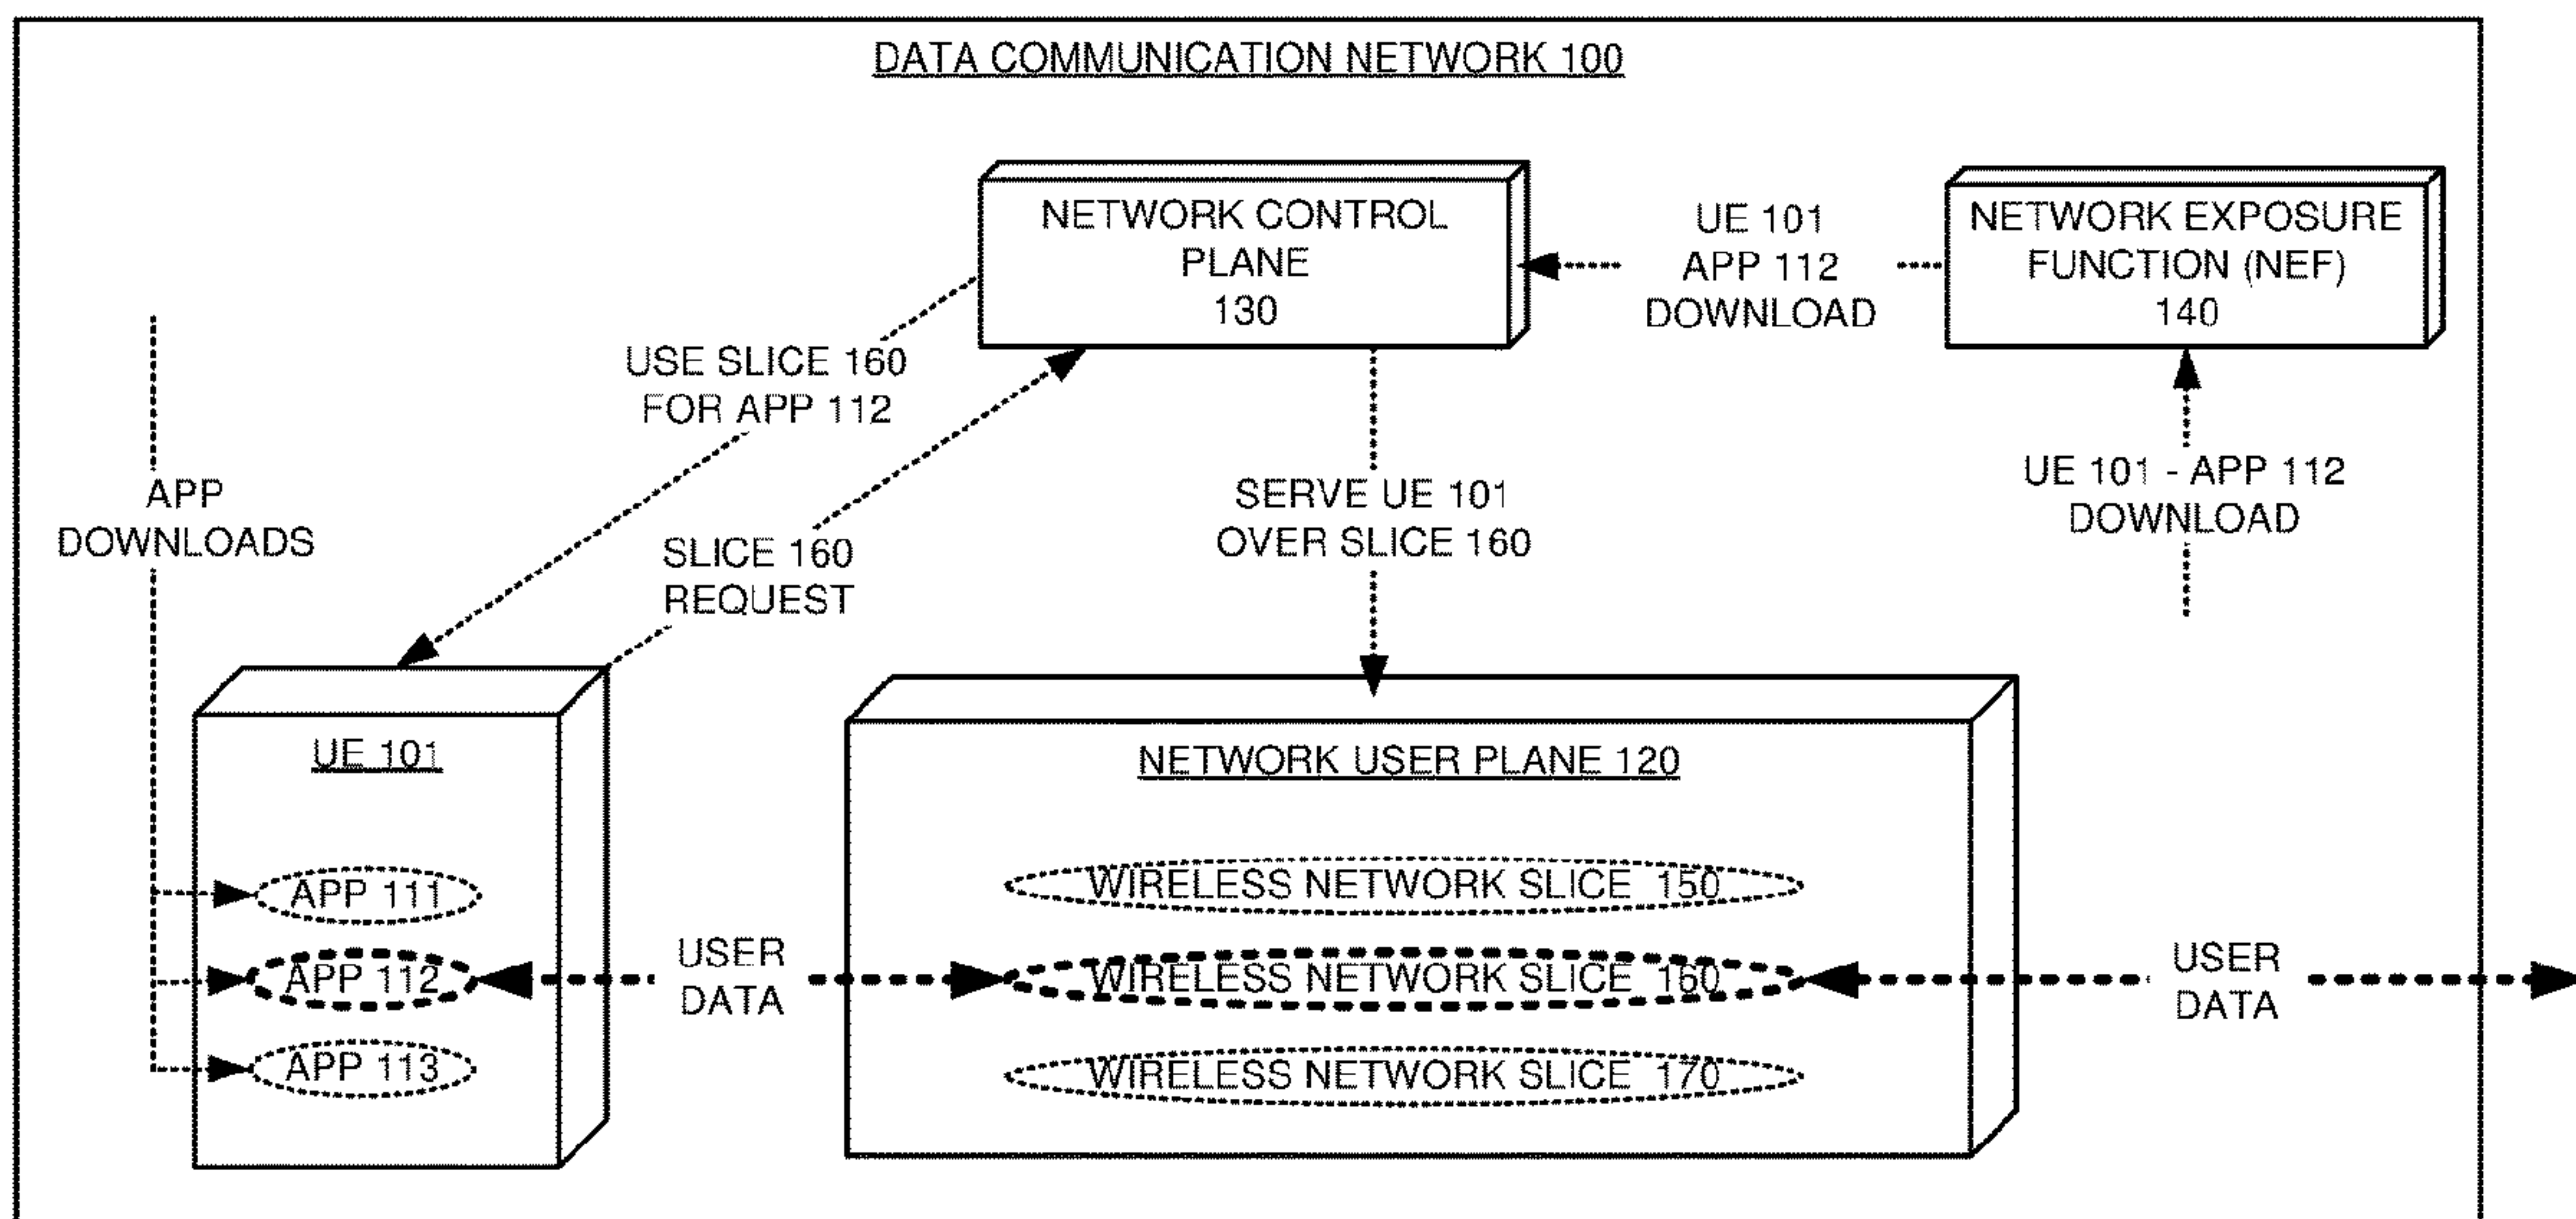 DATA COMMUNICATION NETWORK 100
NETWORK CONTROL
PLANE
130
UE 101
APP 112
DOWNLOAD
NETWORK EXPOSURE
FUNCTION (NEF)
140
USE SLICE 160
FOR APP 112
APP
DOWNLOADS
SLICE 160
REQUEST
SERVE UE 101
OVER SLICE 160
UE 101 - APP 112
DOWNLOAD
UE 101
APP 111
APP 112
APP 113
USER
DATA
NETWORK USER PLANE 120
WIRELESS NETWORK SLICE 150
WIRELESS NETWORK SLICE 160
WIRELESS NETWORK SLICE 170
USER
DATA